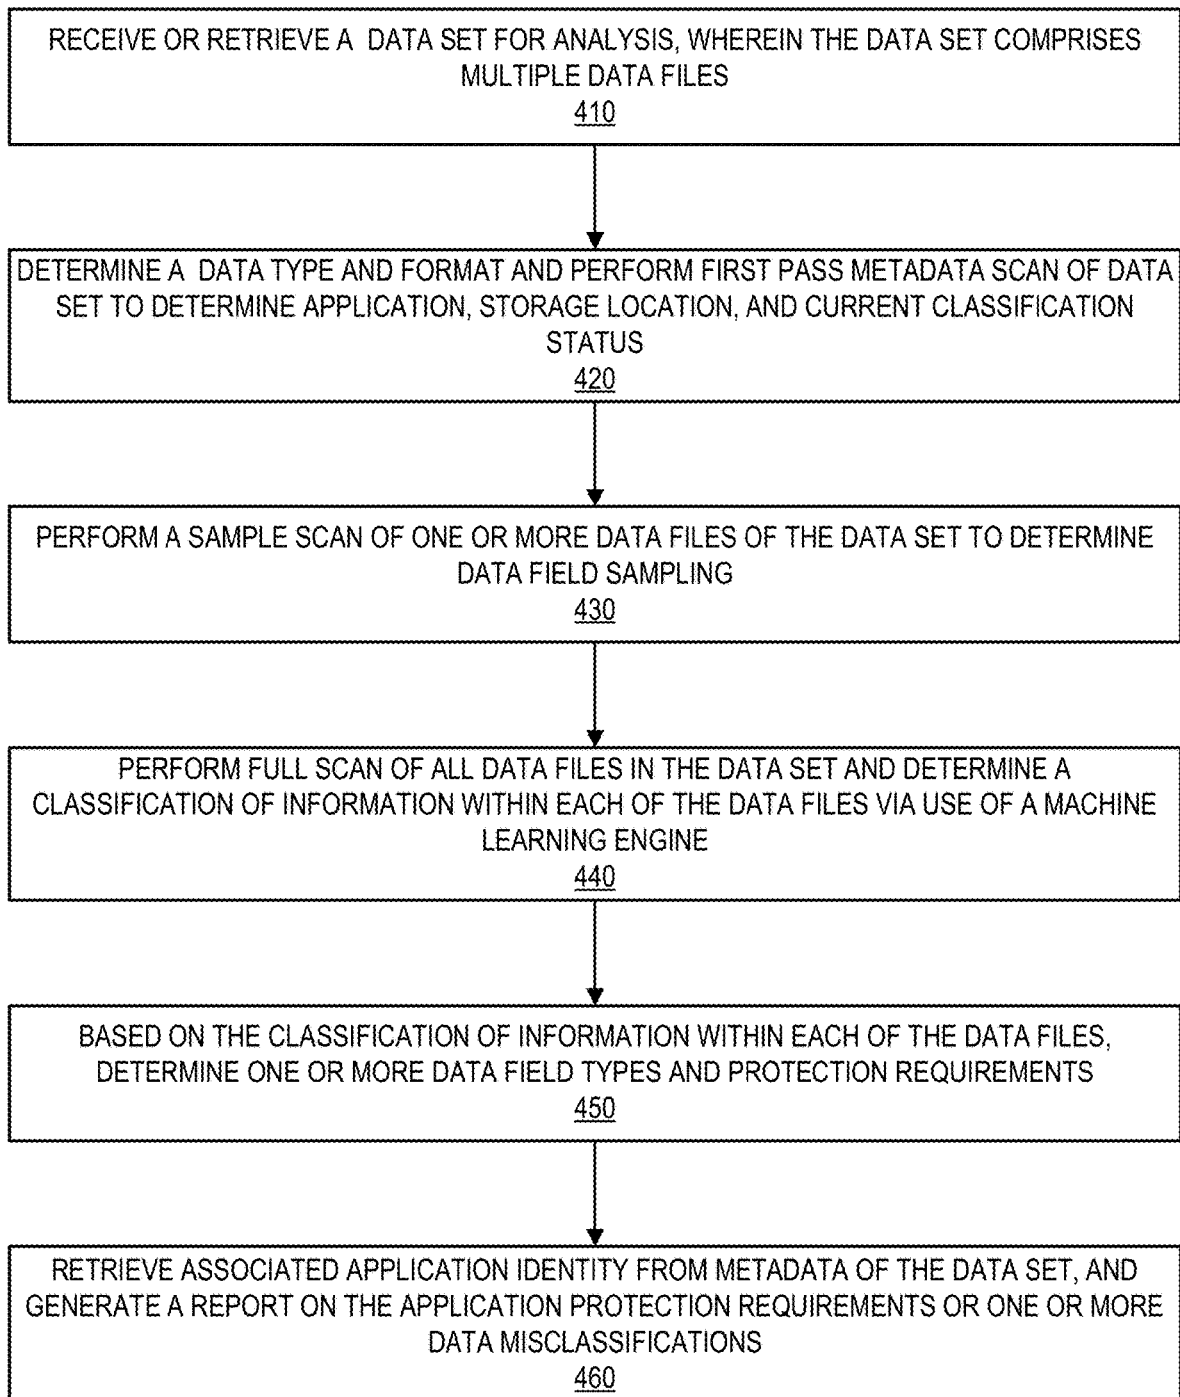 RECEIVE OR RETRIEVE A DATA SET FOR ANALYSIS, WHEREIN THE DATA SET COMPRISES
MULTIPLE DATA FILES
410
DETERMINE A DATA TYPE AND FORMAT AND PERFORM FIRST PASS METADATA SCAN OF DATA
SET TO DETERMINE APPLICATION, STORAGE LOCATION, AND CURRENT CLASSIFICATION
STATUS
420
PERFORM A SAMPLE SCAN OF ONE OR MORE DATA FILES OF THE DATA SET TO DETERMINE
DATA FIELD SAMPLING
430
PERFORM FULL SCAN OF ALL DATA FILES IN THE DATA SET AND DETERMINE A
CLASSIFICATION OF INFORMATION WITHIN EACH OF THE DATA FILES VIA USE OF A MACHINE
LEARNING ENGINE
440
BASED ON THE CLASSIFICATION OF INFORMATION WITHIN EACH OF THE DATA FILES,
DETERMINE ONE OR MORE DATA FIELD TYPES AND PROTECTION REQUIREMENTS
450
RETRIEVE ASSOCIATED APPLICATION IDENTITY FROM METADATA OF THE DATA SET, AND
GENERATE A REPORT ON THE APPLICATION PROTECTION REQUIREMENTS OR ONE OR MORE
DATA MISCLASSIFICATIONS
460